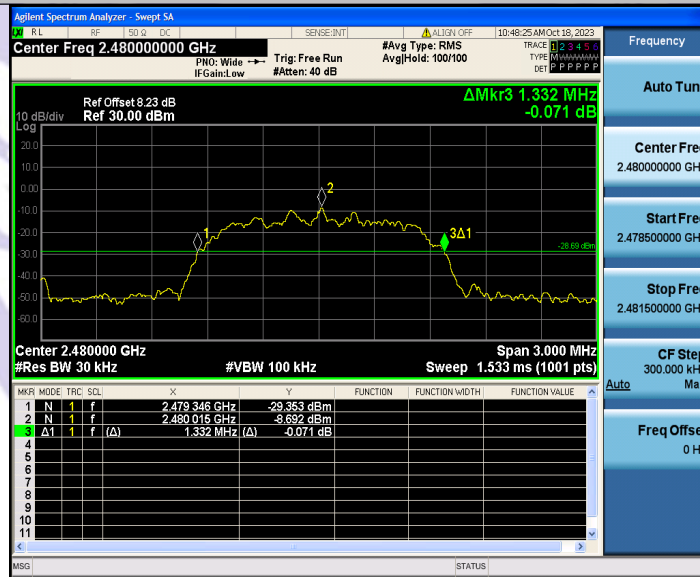 Agilent Spectrum Analyzer - Swept SA
RL RF 50 Ω DC SENSE:INT ALIGN OFF 10:48:25 AM Oct 18, 2023
Center Freq 2.480000000 GHz
PNO: Wide
IFGain:Low
Trig: Free Run
#Atten: 40 dB
#Avg Type: RMS
Avg|Hold: 100/100
TRACE 1 2 3 4 5 6
TYPE M
DET P P P P P P
ΔMkr3 1.332 MHz
-0.071 dB
Ref Offset 8.23 dB
10 dB/div Ref 30.00 dBm
Log
20.0
10.0
0.00
-10.0
-20.0
-30.0
-40.0
-50.0
-60.0
1
2
3Δ1
-28.69 dBm
Center 2.480000 GHz Span 3.000 MHz
#Res BW 30 kHz #VBW 100 kHz Sweep 1.533 ms (1001 pts)
MKR MODE TRC SCL X Y FUNCTION FUNCTION WIDTH FUNCTION VALUE
1 N 1 f 2.479 346 GHz -29.353 dBm
2 N 1 f 2.480 015 GHz -8.692 dBm
3 Δ1 1 f (Δ) 1.332 MHz (Δ) -0.071 dB
4
5
6
7
8
9
10
11
MSG STATUS
Frequency
Auto Tun
Center Fre
2.480000000 GH
Start Fre
2.478500000 GH
Stop Fre
2.481500000 GH
CF Ste
300.000 kH
Auto Ma
Freq Offse
0 H